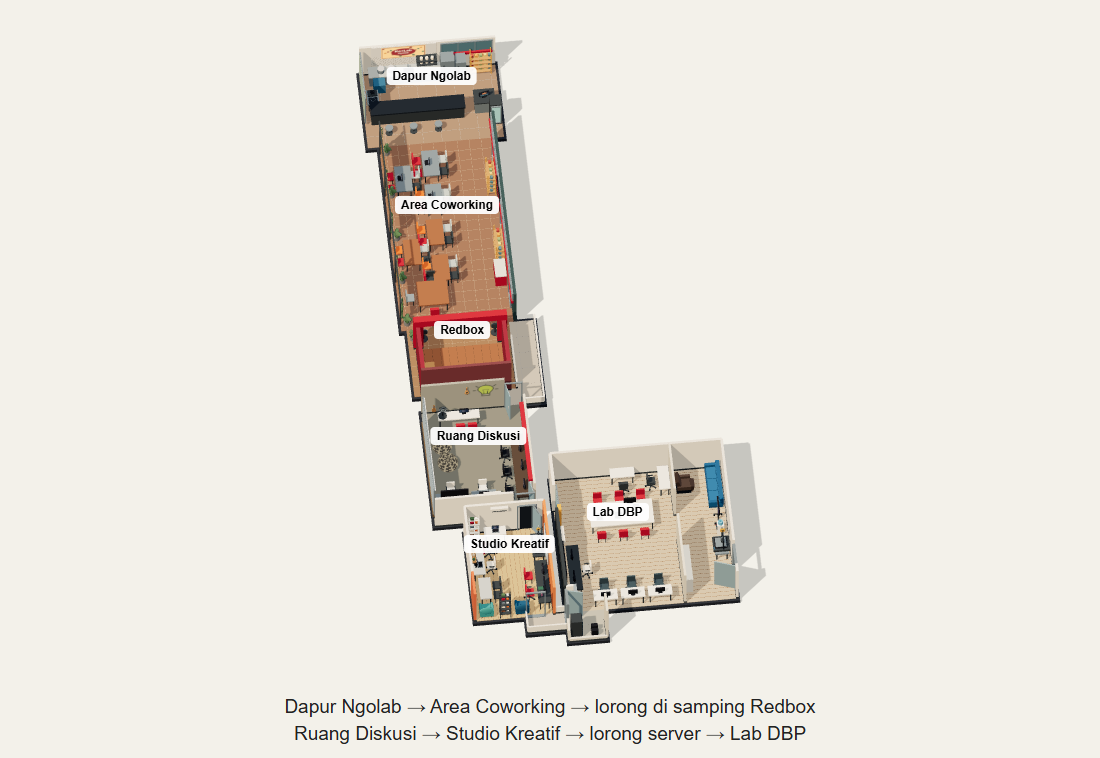 Dapur Ngolab
Area Coworking
Redbox
Ruang Diskusi
Lab DBP
Studio Kreatif
Dapur Ngolab → Area Coworking → lorong di samping Redbox
Ruang Diskusi → Studio Kreatif → lorong server → Lab DBP